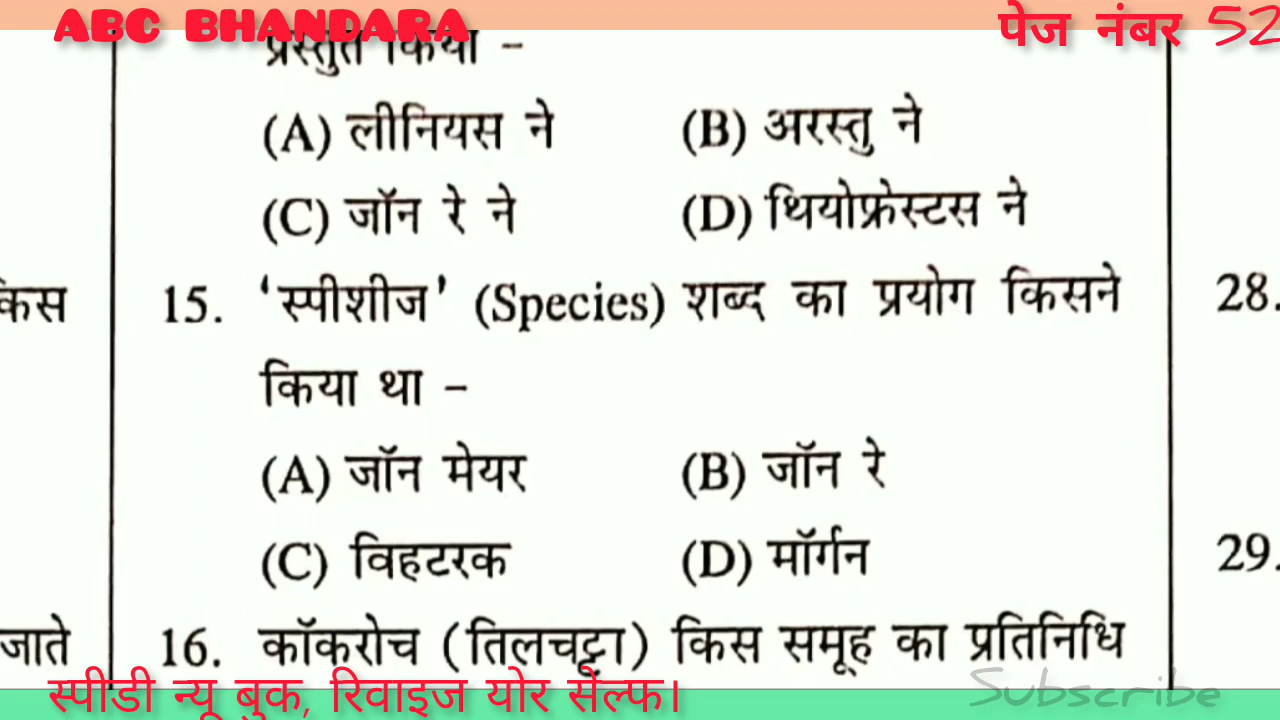 ABC BHANDARA
पेज नंबर 52
प्रस्तुत किया -
(A) लीनियस ने (B) अरस्तु ने
(C) जॉन रे ने (D) थियोफ्रेस्टस ने
किस
15. 'स्पीशीज' (Species) शब्द का प्रयोग किसने
28.
किया था -
(A) जॉन मेयर (B) जॉन रे
(C) विहटरक (D) मॉर्गन
29.
जाते
16. कॉकरोच (तिलचट्टा) किस समूह का प्रतिनिधि
स्पीडी न्यू बुक, रिवाइज योर सेल्फ।
Subscribe